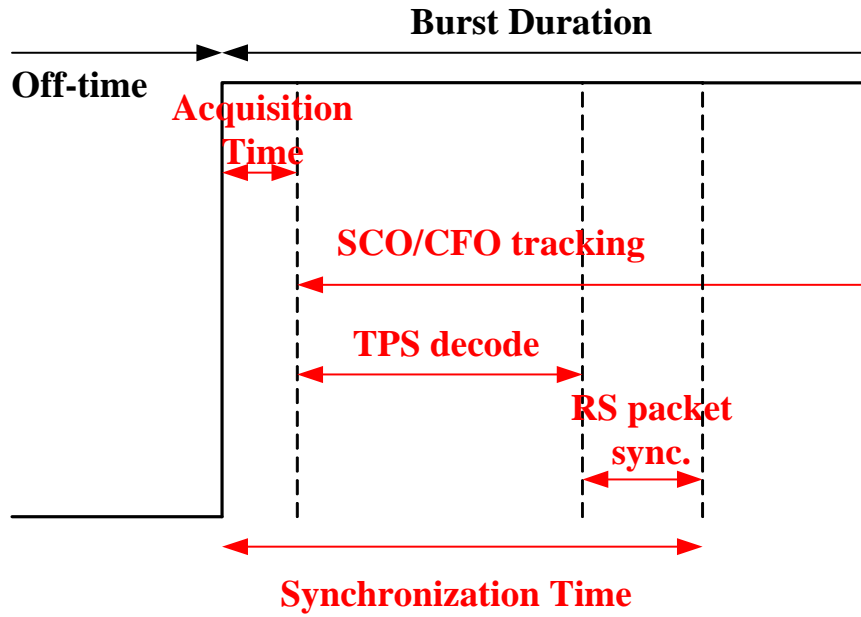 Burst Duration
Off-time
Acquisition
Time
SCO/CFO tracking
TPS decode
RS packet
sync.
Synchronization Time